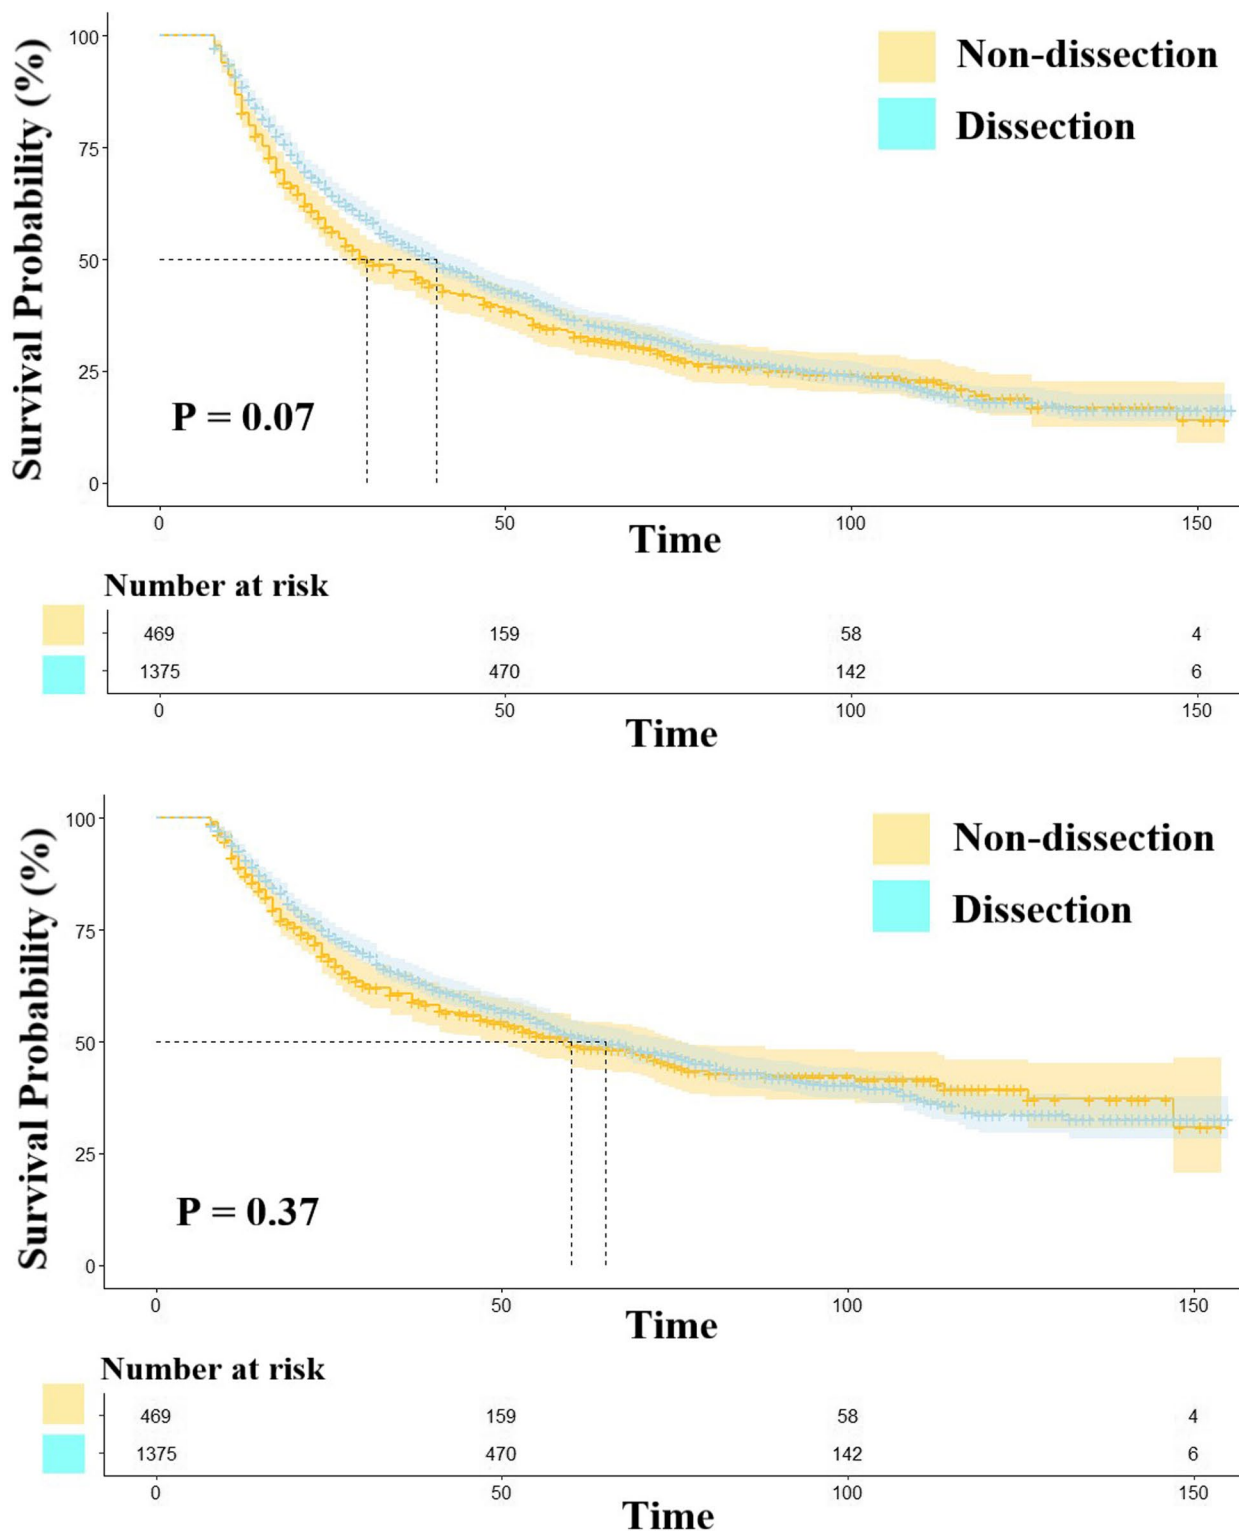 Survival Probability (%)
100
75
50
25
0
Non-dissection
Dissection
P = 0.07
0 50 100 150
Time
Number at risk
469 159 58 4
1375 470 142 6
0 50 100 150
Time
Survival Probability (%)
100
75
50
25
0
Non-dissection
Dissection
P = 0.37
0 50 100 150
Time
Number at risk
469 159 58 4
1375 470 142 6
0 50 100 150
Time